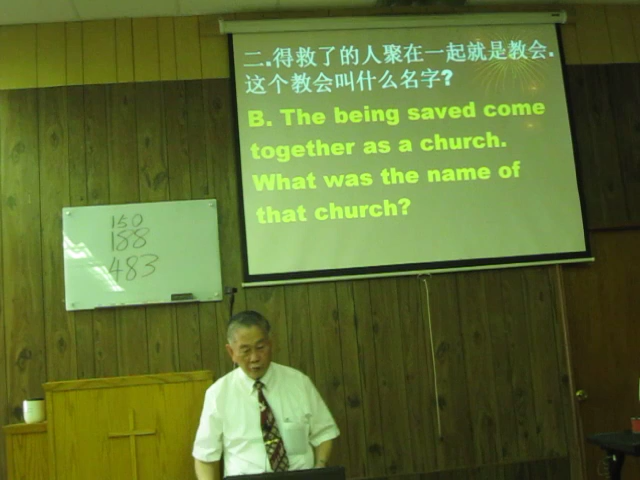 二.得救了的人聚在一起就是教会.
这个教会叫什么名字?
B. The being saved come
together as a church.
What was the name of
that church?
150
188
483